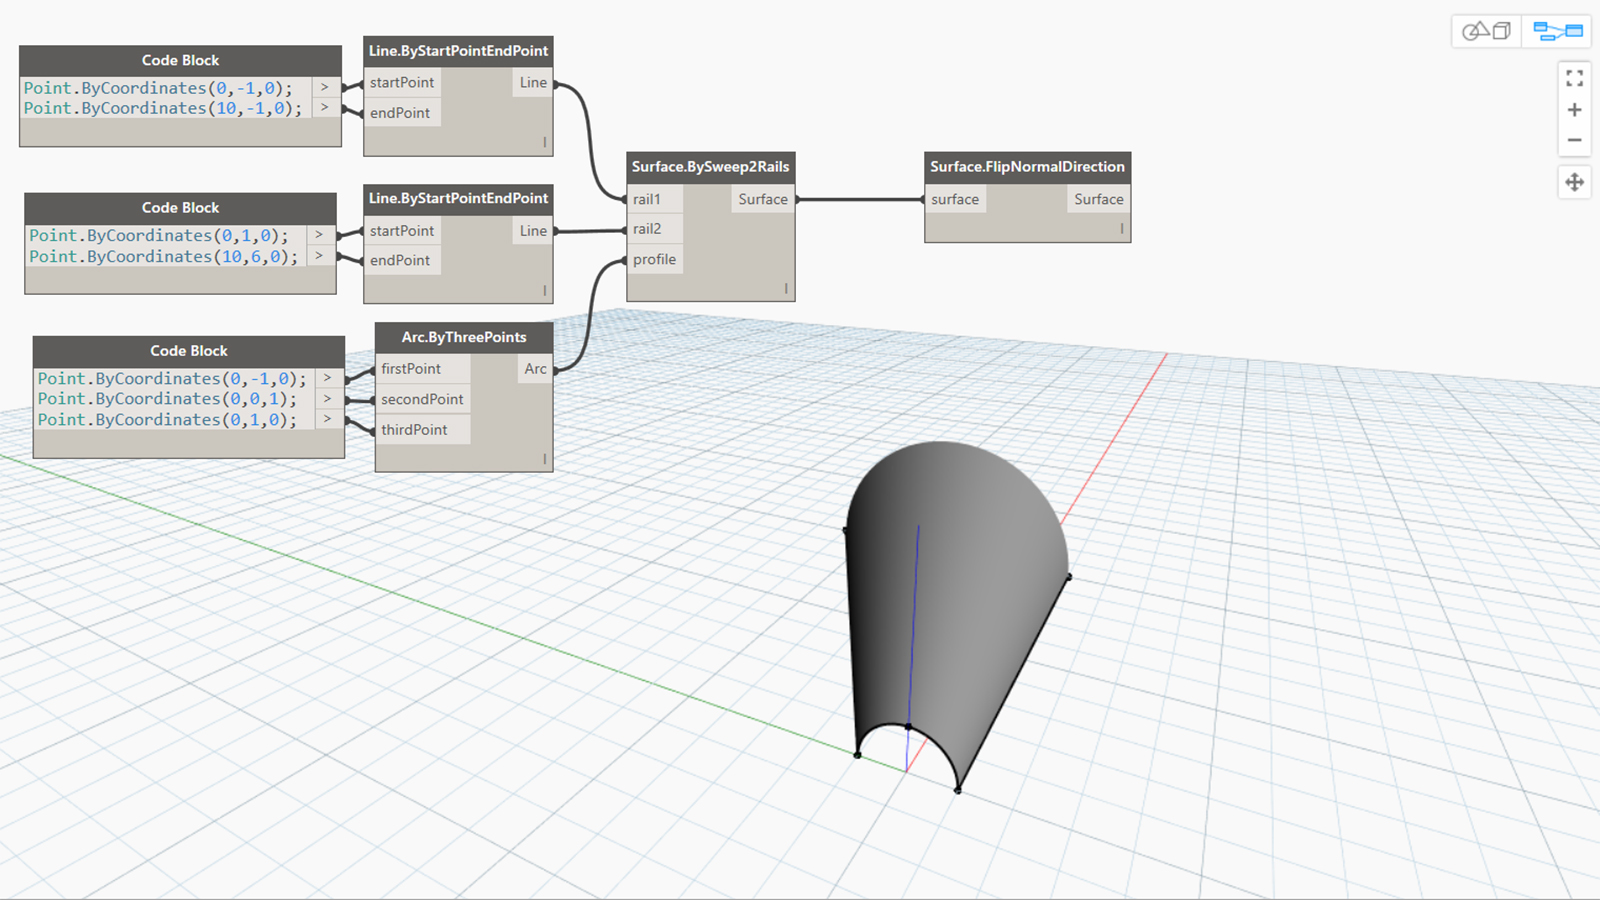 Code Block
Point.ByCoordinates(0,-1,0); >
Point.ByCoordinates(10,-1,0); >
Line.ByStartPointEndPoint
startPoint Line
endPoint
Code Block
Point.ByCoordinates(0,1,0); >
Point.ByCoordinates(10,6,0); >
Line.ByStartPointEndPoint
startPoint Line
endPoint
Code Block
Point.ByCoordinates(0,-1,0); >
Point.ByCoordinates(0,0,1); >
Point.ByCoordinates(0,1,0); >
Arc.ByThreePoints
firstPoint Arc
secondPoint
thirdPoint
Surface.BySweep2Rails
rail1 Surface
rail2
profile
Surface.FlipNormalDirection
surface Surface